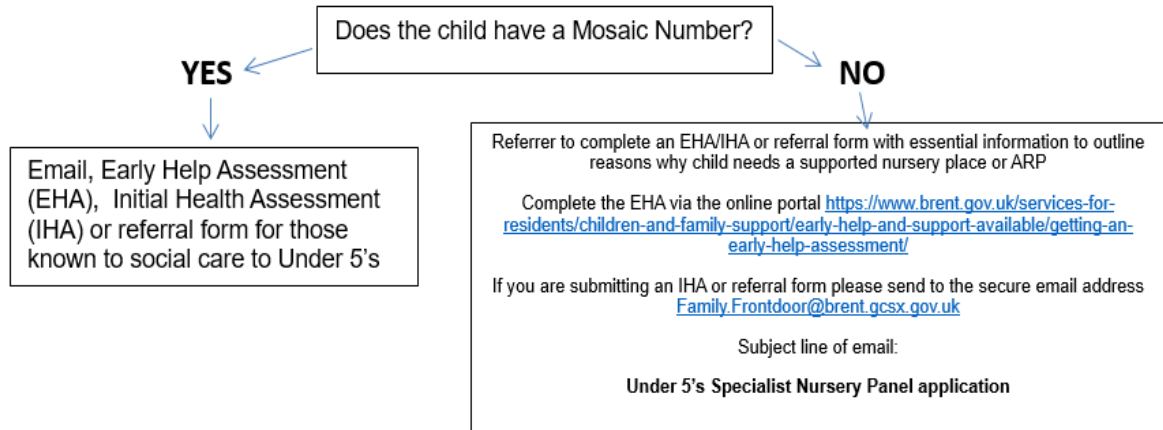 Does the child have a Mosaic Number?
YES
NO
Email, Early Help Assessment
(EHA),  Initial Health Assessment
(IHA) or referral form for those
known to social care to Under 5's
Referrer to complete an EHA/IHA or referral form with essential information to outline
reasons why child needs a supported nursery place or ARP
Complete the EHA via the online portal https://www.brent.gov.uk/services-for-
residents/children-and-family-support/early-help-and-support-available/getting-an-
early-help-assessment/
If you are submitting an IHA or referral form please send to the secure email address
Family.Frontdoor@brent.gcsx.gov.uk
Subject line of email:
Under 5's Specialist Nursery Panel application